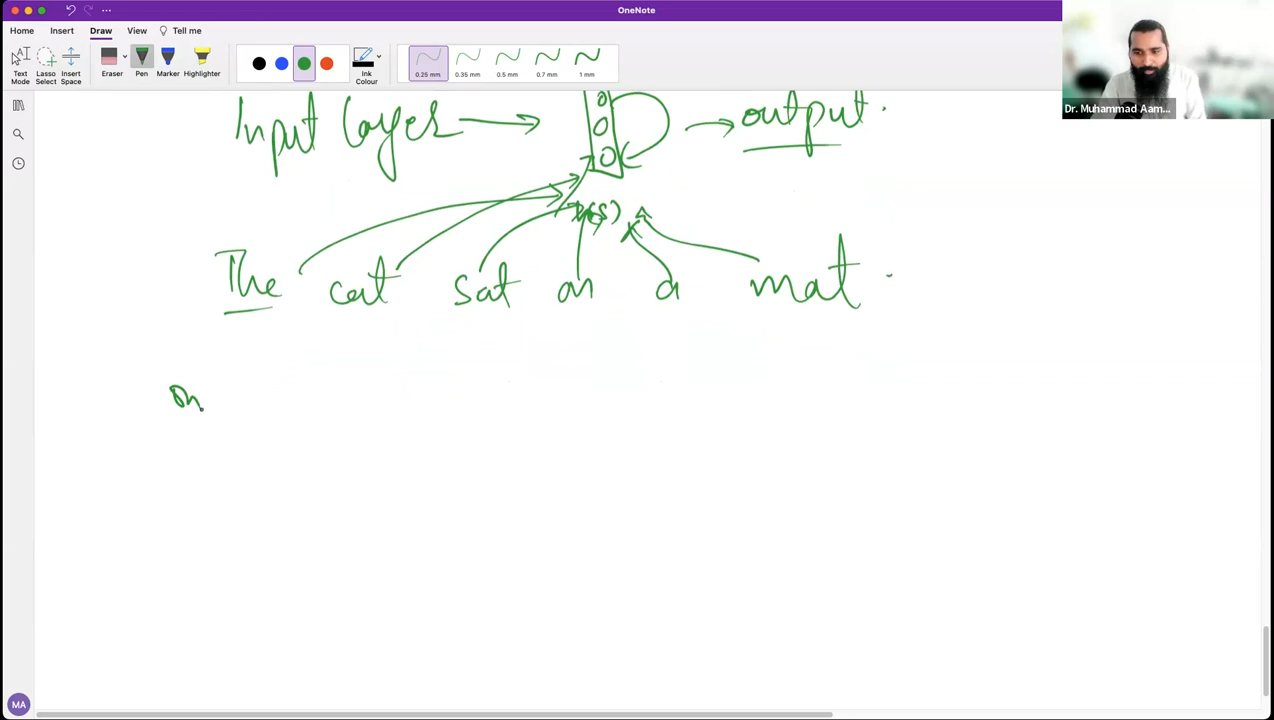 OneNote
Home Insert Draw View Tell me
Text Mode Lasso Select Insert Space Eraser Pen Marker Highlighter Ink Colour 0.25 mm 0.35 mm 0.5 mm 0.7 mm 1 mm
Dr. Muhammad Aam...
Input layer output.
The cat sat on a mat.
MA